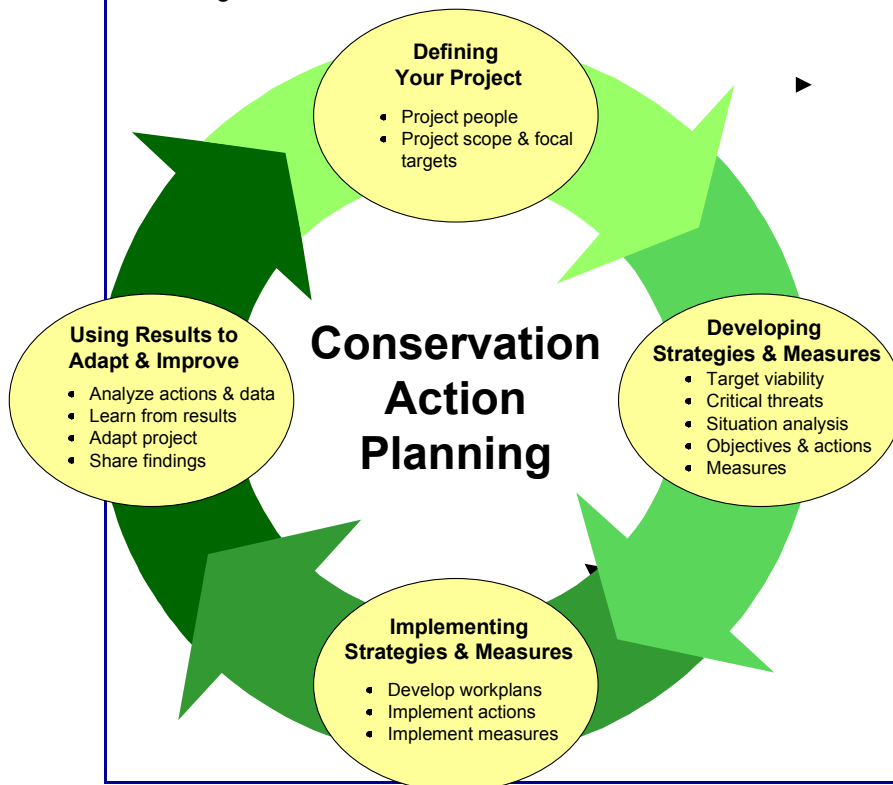 Defining
Your Project
• Project people
• Project scope & focal
targets
Developing
Strategies & Measures
• Target viability
• Critical threats
• Situation analysis
• Objectives & actions
• Measures
Implementing
Strategies & Measures
• Develop workplans
• Implement actions
• Implement measures
Using Results to
Adapt & Improve
• Analyze actions & data
• Learn from results
• Adapt project
• Share findings
Conservation
Action
Planning